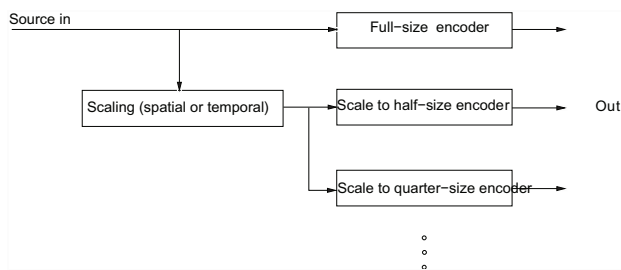 Source in
Full−size encoder
Scaling (spatial or temporal)
Scale to half−size encoder
Out
Scale to quarter−size encoder